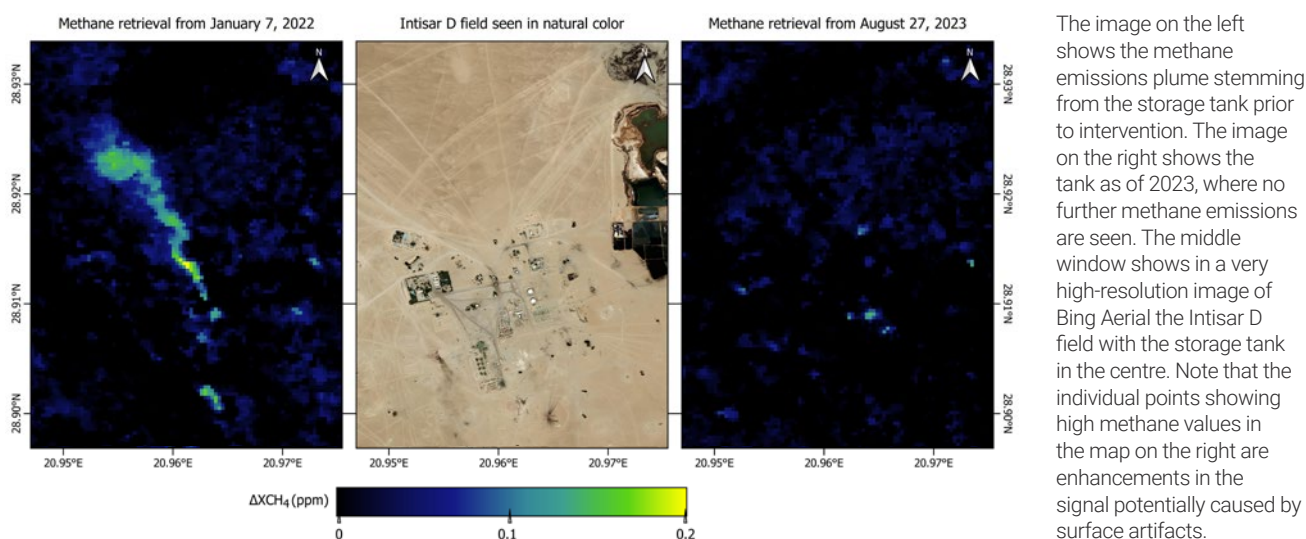 Methane retrieval from January 7, 2022
Intisar D field seen in natural color
Methane retrieval from August 27, 2023
N
N
N
28.93°N
28.92°N
28.91°N
28.90°N
28.93°N
28.92°N
28.91°N
28.90°N
20.95°E 20.96°E 20.97°E
20.95°E 20.96°E 20.97°E
20.95°E 20.96°E 20.97°E
ΔXCH₄ (ppm)
0 0.1 0.2
The image on the left
shows the methane
emissions plume stemming
from the storage tank prior
to intervention. The image
on the right shows the
tank as of 2023, where no
further methane emissions
are seen. The middle
window shows in a very
high-resolution image of
Bing Aerial the Intisar D
field with the storage tank
in the centre. Note that the
individual points showing
high methane values in
the map on the right are
enhancements in the
signal potentially caused by
surface artifacts.